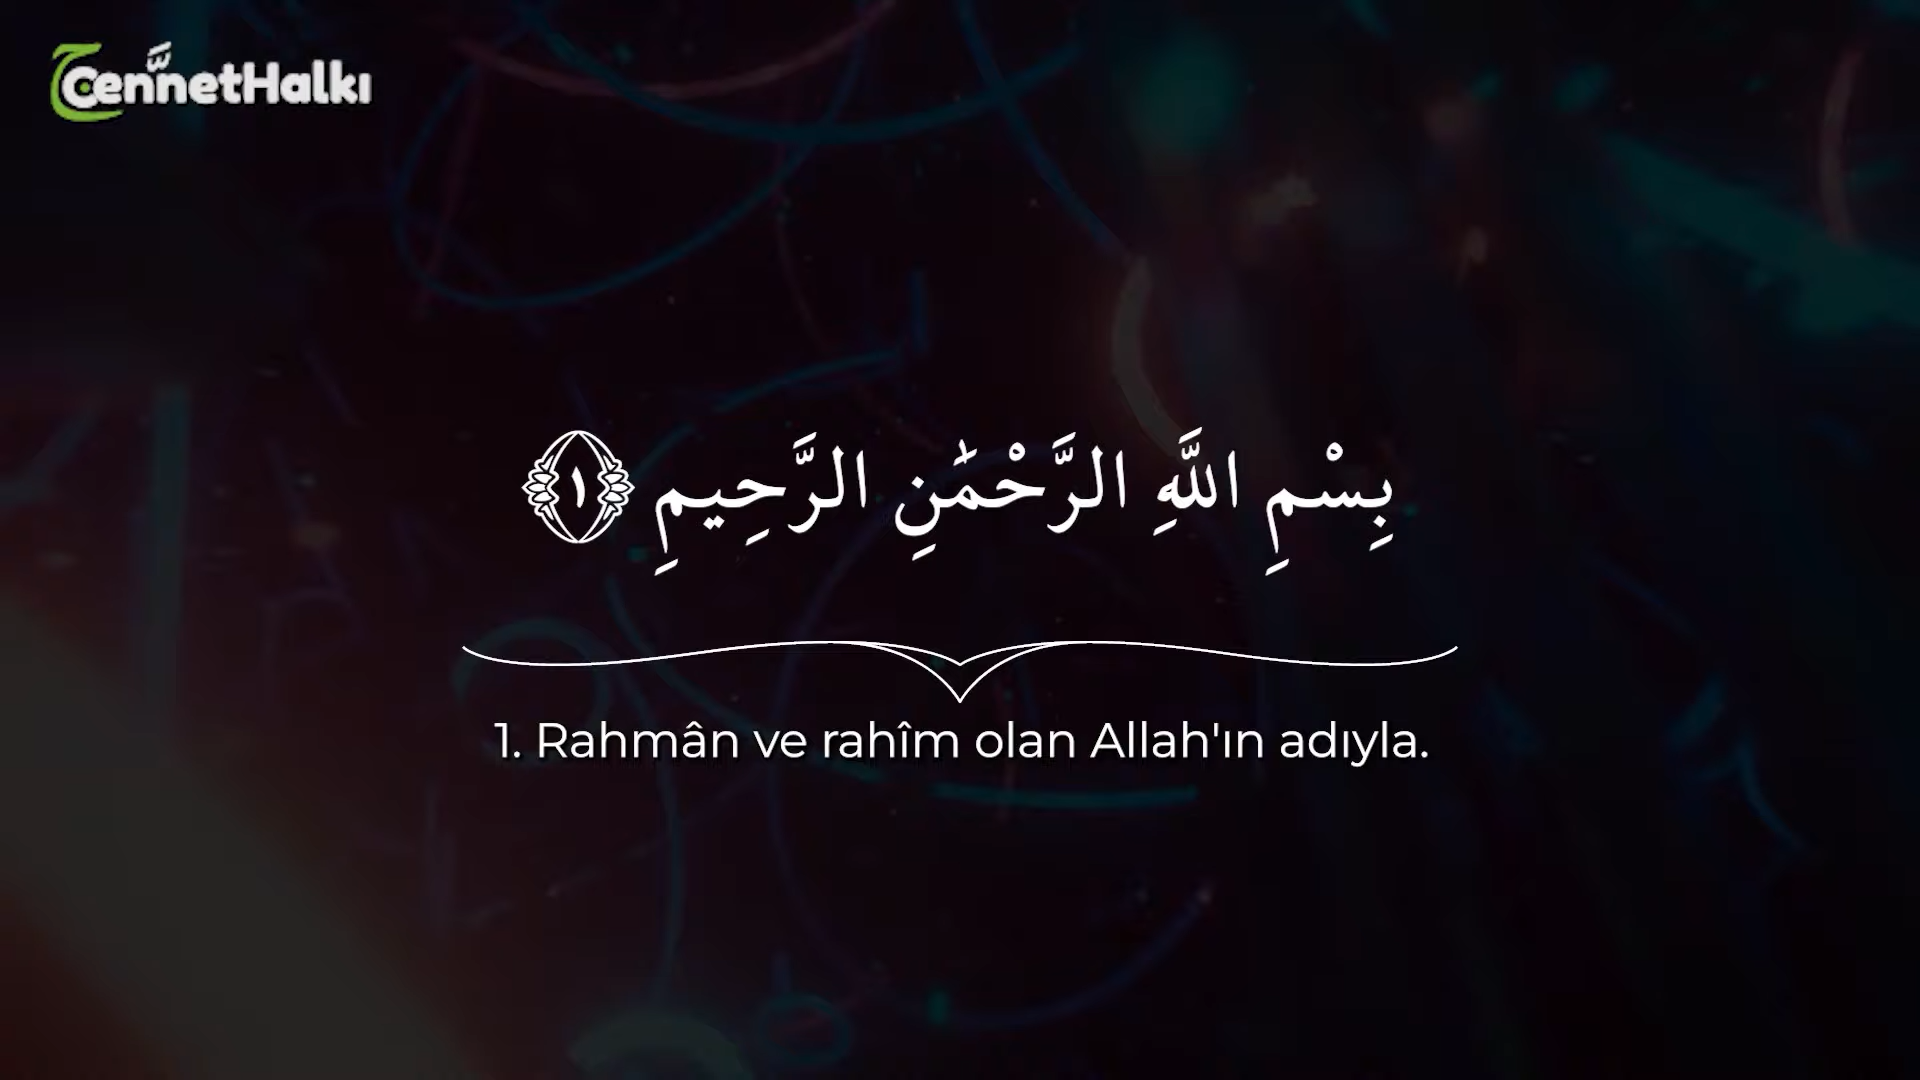 CennetHalkı
بِسْمِ اللَّهِ الرَّحْمَٰنِ الرَّحِيمِ ﴿١﴾
1. Rahmân ve rahîm olan Allah'ın adıyla.